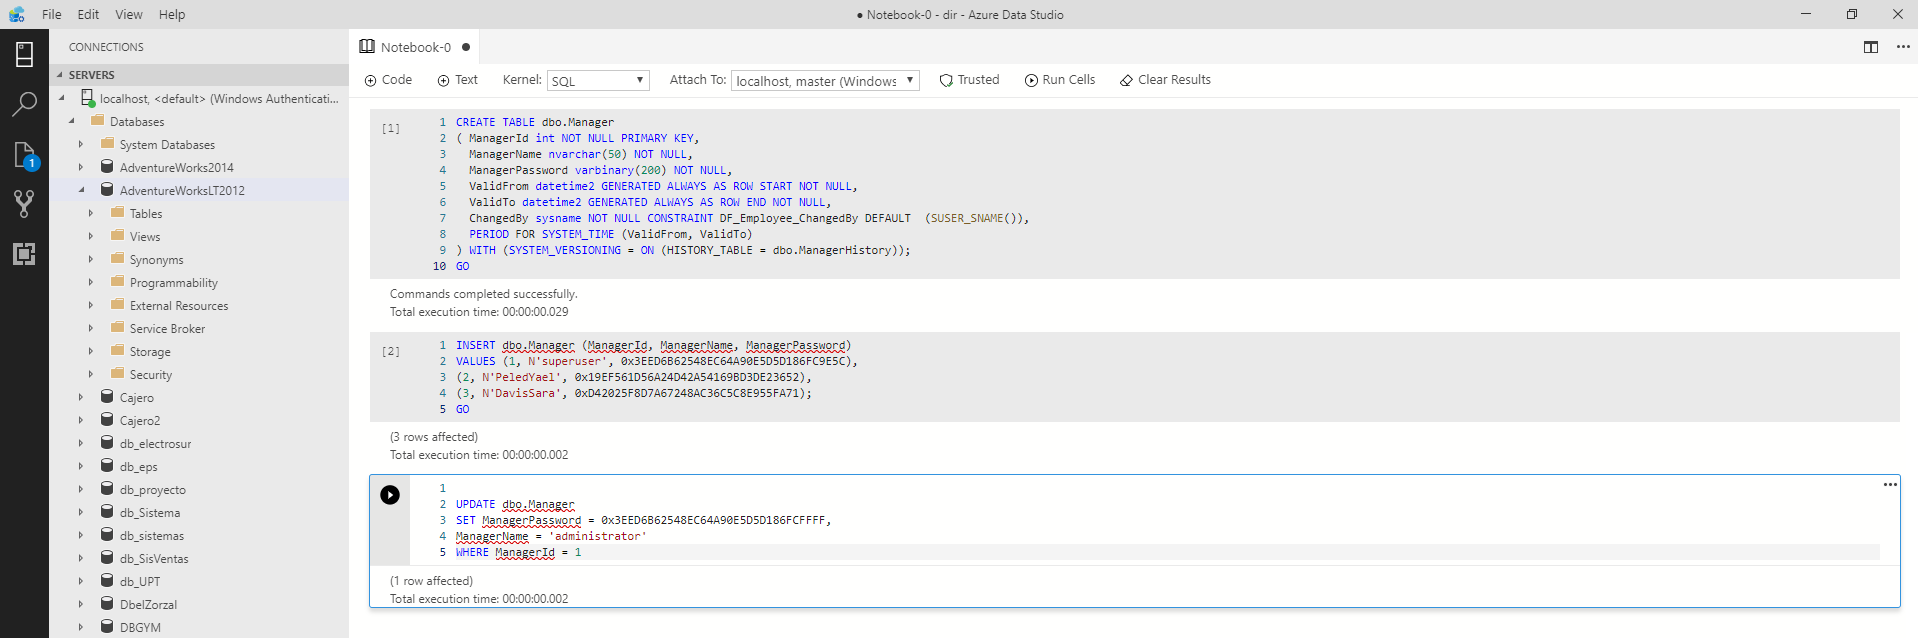 File Edit View Help
● Notebook-0 - dir - Azure Data Studio
CONNECTIONS
SERVERS
localhost, <default> (Windows Authenticati...
Databases
System Databases
AdventureWorks2014
AdventureWorksLT2012
Tables
Views
Synonyms
Programmability
External Resources
Service Broker
Storage
Security
Cajero
Cajero2
db_electrosur
db_eps
db_proyecto
db_Sistema
db_sistemas
db_SisVentas
db_UPT
DbelZorzal
DBGYM
1
Notebook-0 ●
Code Text Kernel: SQL Attach To: localhost, master (Windows Trusted Run Cells Clear Results
[1]
1 CREATE TABLE dbo.Manager
2 ( ManagerId int NOT NULL PRIMARY KEY,
3 ManagerName nvarchar(50) NOT NULL,
4 ManagerPassword varbinary(200) NOT NULL,
5 ValidFrom datetime2 GENERATED ALWAYS AS ROW START NOT NULL,
6 ValidTo datetime2 GENERATED ALWAYS AS ROW END NOT NULL,
7 ChangedBy sysname NOT NULL CONSTRAINT DF_Employee_ChangedBy DEFAULT (SUSER_SNAME()),
8 PERIOD FOR SYSTEM_TIME (ValidFrom, ValidTo)
9 ) WITH (SYSTEM_VERSIONING = ON (HISTORY_TABLE = dbo.ManagerHistory));
10 GO
Commands completed successfully.
Total execution time: 00:00:00.029
[2]
1 INSERT dbo.Manager (ManagerId, ManagerName, ManagerPassword)
2 VALUES (1, N'superuser', 0x3EED6B62548EC64A90E5D5D186FC9E5C),
3 (2, N'PeledYael', 0x19EF561D56A24D42A54169BD3DE23652),
4 (3, N'DavisSara', 0xD42025F8D7A67248AC36C5C8E955FA71);
5 GO
(3 rows affected)
Total execution time: 00:00:00.002
1
2 UPDATE dbo.Manager
3 SET ManagerPassword = 0x3EED6B62548EC64A90E5D5D186FCFFFF,
4 ManagerName = 'administrator'
5 WHERE ManagerId = 1
(1 row affected)
Total execution time: 00:00:00.002